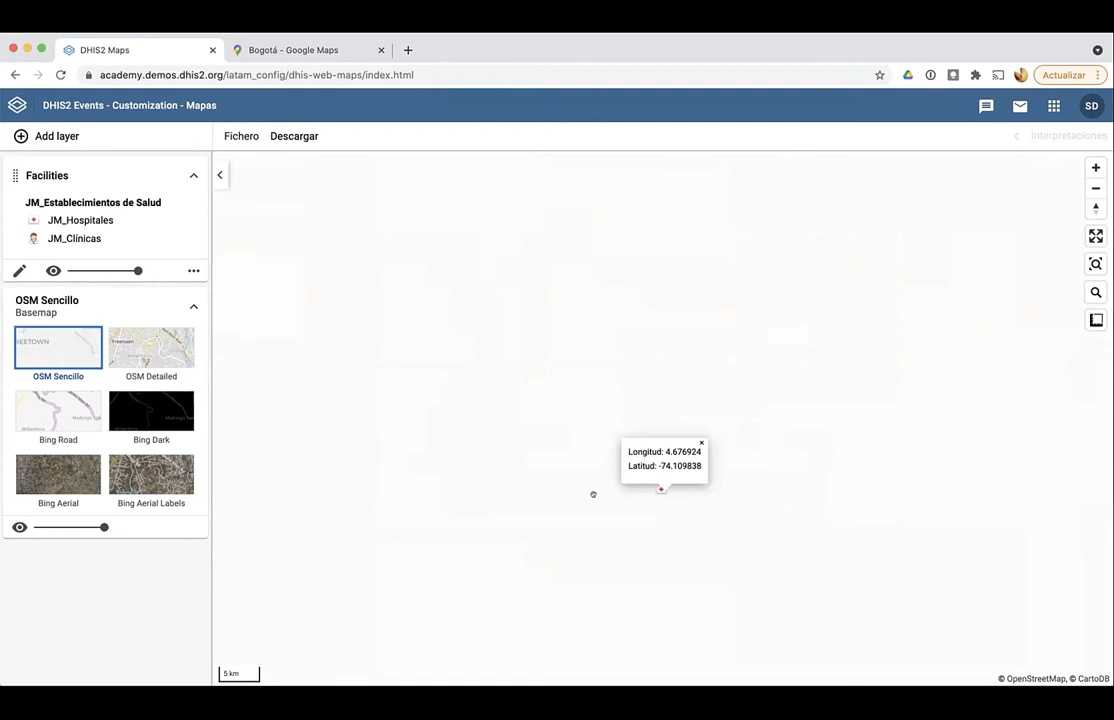 DHIS2 Maps
Bogotá - Google Maps
academy.demos.dhis2.org/latam_config/dhis-web-maps/index.html
Actualizar
DHIS2 Events - Customization - Mapas
SD
Add layer
Fichero
Descargar
Interpretaciones
Facilities
JM_Establecimientos de Salud
JM_Hospitales
JM_Clínicas
OSM Sencillo
Basemap
REETOWN
Freetown
OSM Sencillo
OSM Detailed
Bing Road
Bing Dark
Bing Aerial
Bing Aerial Labels
Longitud: 4.676924
Latitud: -74.109838
5 km
© OpenStreetMap, © CartoDB